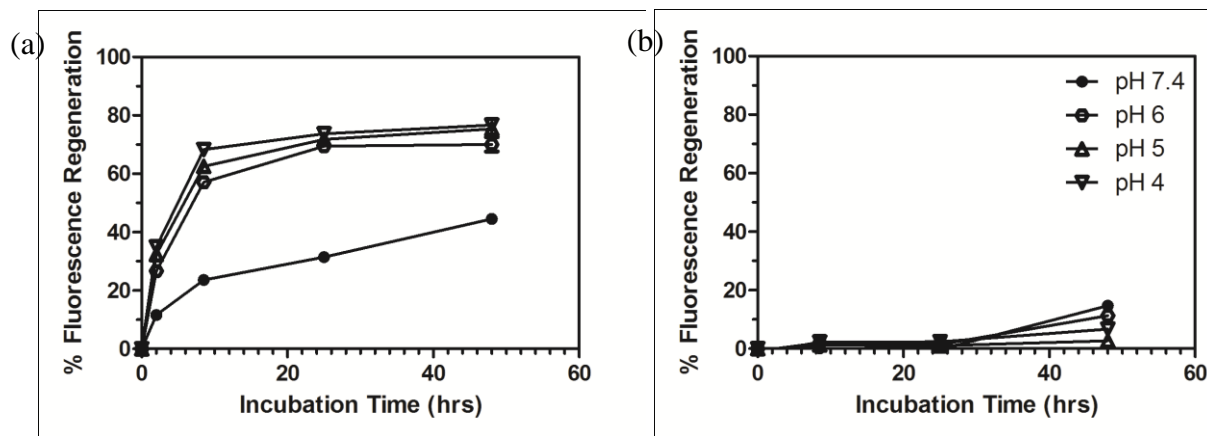 (a)
% Fluorescence Regeneration
100
80
60
40
20
0
0 20 40 60
Incubation Time (hrs)
(b)
% Fluorescence Regeneration
100
80
60
40
20
0
0 20 40 60
Incubation Time (hrs)
pH 7.4
pH 6
pH 5
pH 4